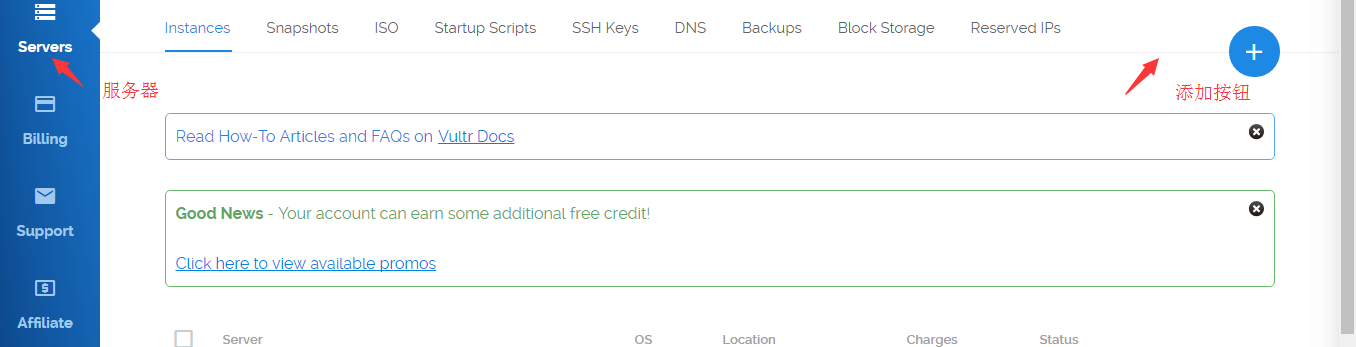 Servers
Billing
Support
Affiliate
Instances Snapshots ISO Startup Scripts SSH Keys DNS Backups Block Storage Reserved IPs
服务器
添加按钮
Read How-To Articles and FAQs on Vultr Docs
Good News - Your account can earn some additional free credit!
Click here to view available promos
Server OS Location Charges Status